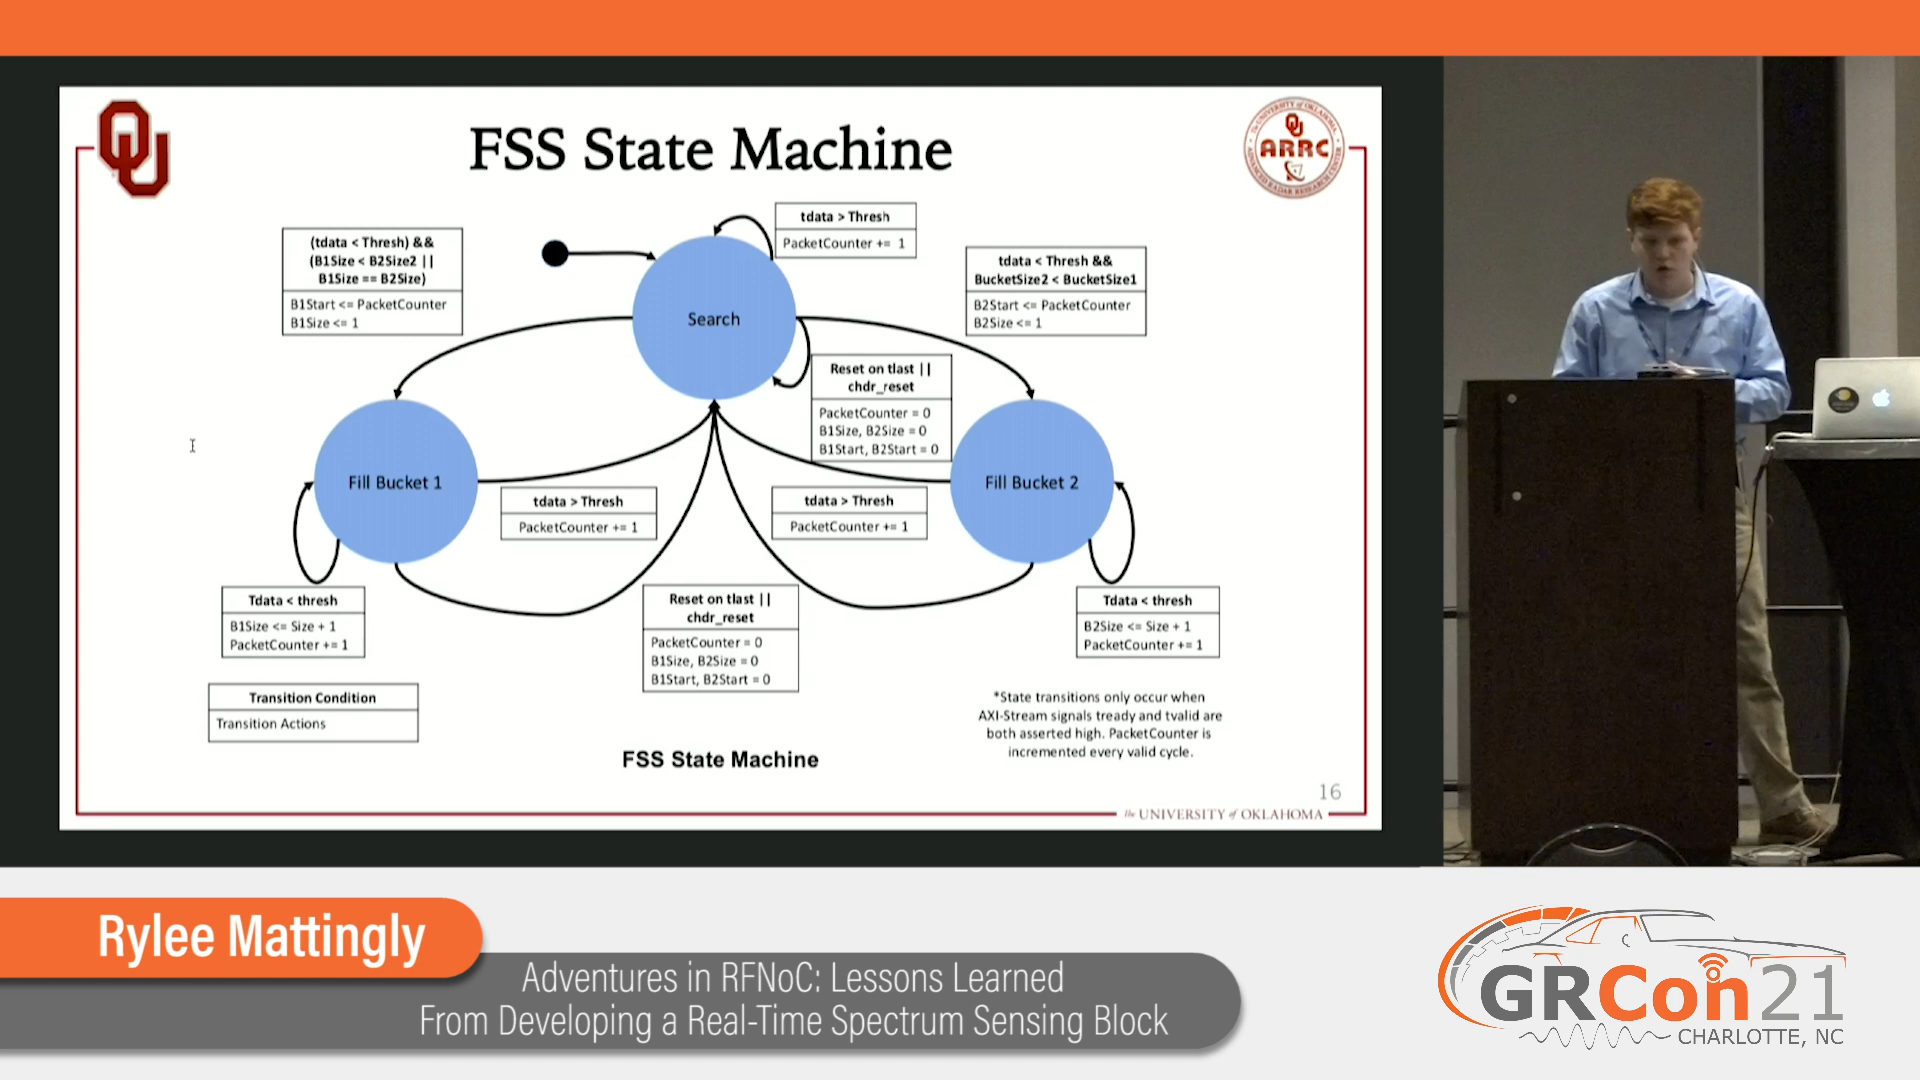 FSS State Machine
OU
ARRC
(tdata < Thresh) &&
(B1Size < B2Size2 ||
B1Size == B2Size)
B1Start <= PacketCounter
B1Size <= 1
tdata > Thresh
PacketCounter += 1
tdata < Thresh &&
BucketSize2 < BucketSize1
B2Start <= PacketCounter
B2Size <= 1
Search
Reset on tlast ||
chdr_reset
PacketCounter = 0
B1Size, B2Size = 0
B1Start, B2Start = 0
Fill Bucket 1
Fill Bucket 2
tdata > Thresh
PacketCounter += 1
tdata > Thresh
PacketCounter += 1
Tdata < thresh
B1Size <= Size + 1
PacketCounter += 1
Reset on tlast ||
chdr_reset
PacketCounter = 0
B1Size, B2Size = 0
B1Start, B2Start = 0
Tdata < thresh
B2Size <= Size + 1
PacketCounter += 1
Transition Condition
Transition Actions
*State transitions only occur when
AXI-Stream signals tready and tvalid are
both asserted high. PacketCounter is
incremented every valid cycle.
FSS State Machine
16
The UNIVERSITY of OKLAHOMA
Rylee Mattingly
Adventures in RFNoC: Lessons Learned
From Developing a Real-Time Spectrum Sensing Block
GRCon21
CHARLOTTE, NC